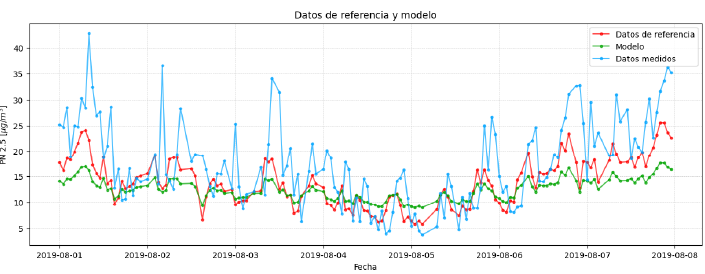 Datos de referencia y modelo
PN 2.5 [μg/m³]
40
35
30
25
20
15
10
5
Datos de referencia
Modelo
Datos medidos
2019-08-01 2019-08-02 2019-08-03 2019-08-04 2019-08-05 2019-08-06 2019-08-07 2019-08-08
Fecha